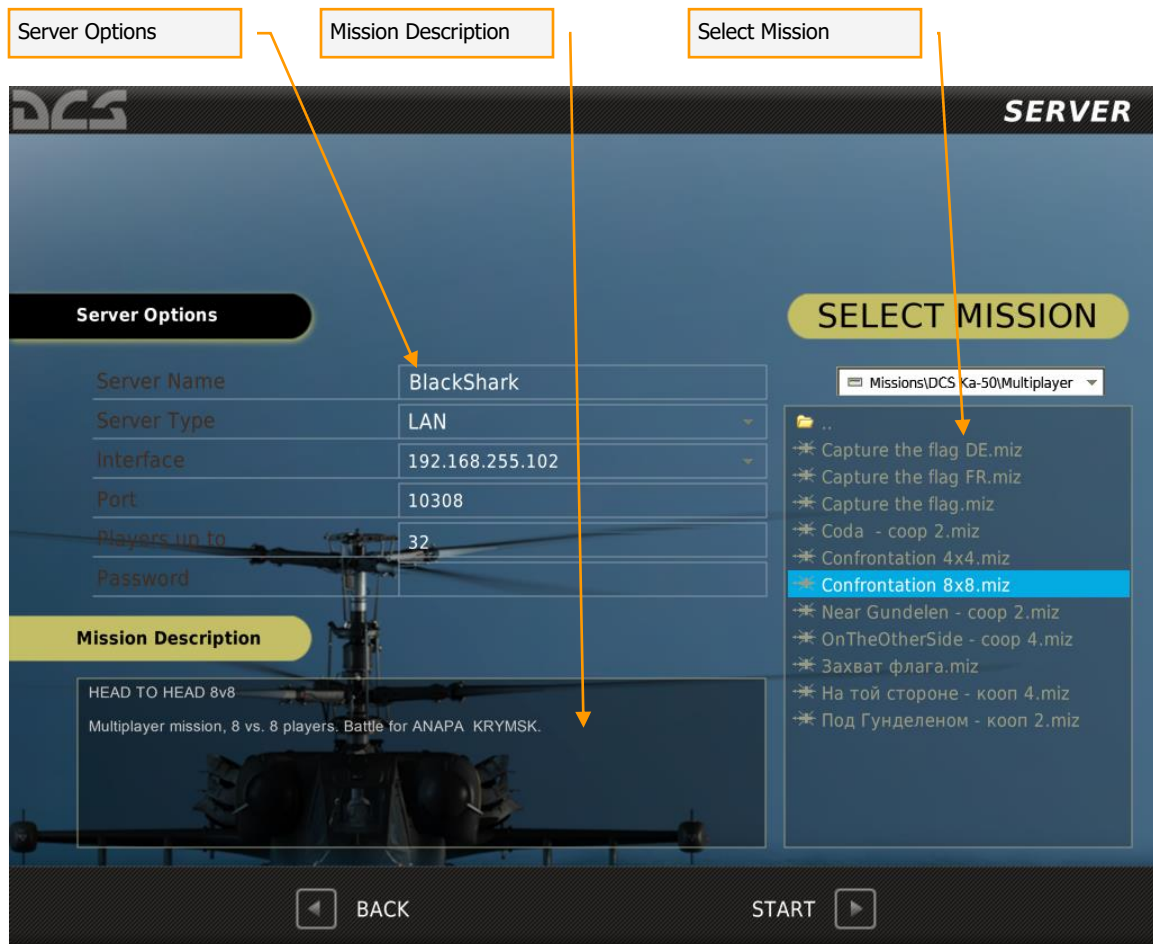 Server Options
Mission Description
Select Mission
DCS
SERVER
Server Options
Server Name BlackShark
Server Type LAN
Interface 192.168.255.102
Port 10308
Players up to 32
Password
Mission Description
HEAD TO HEAD 8v8
Multiplayer mission, 8 vs. 8 players. Battle for ANAPA KRYMSK.
SELECT MISSION
Missions\DCS Ka-50\Multiplayer
..
Capture the flag DE.miz
Capture the flag FR.miz
Capture the flag.miz
Coda - coop 2.miz
Confrontation 4x4.miz
Confrontation 8x8.miz
Near Gundelen - coop 2.miz
OnTheOtherSide - coop 4.miz
Захват флага.miz
На той стороне - кооп 4.miz
Под Гунделеном - кооп 2.miz
BACK
START